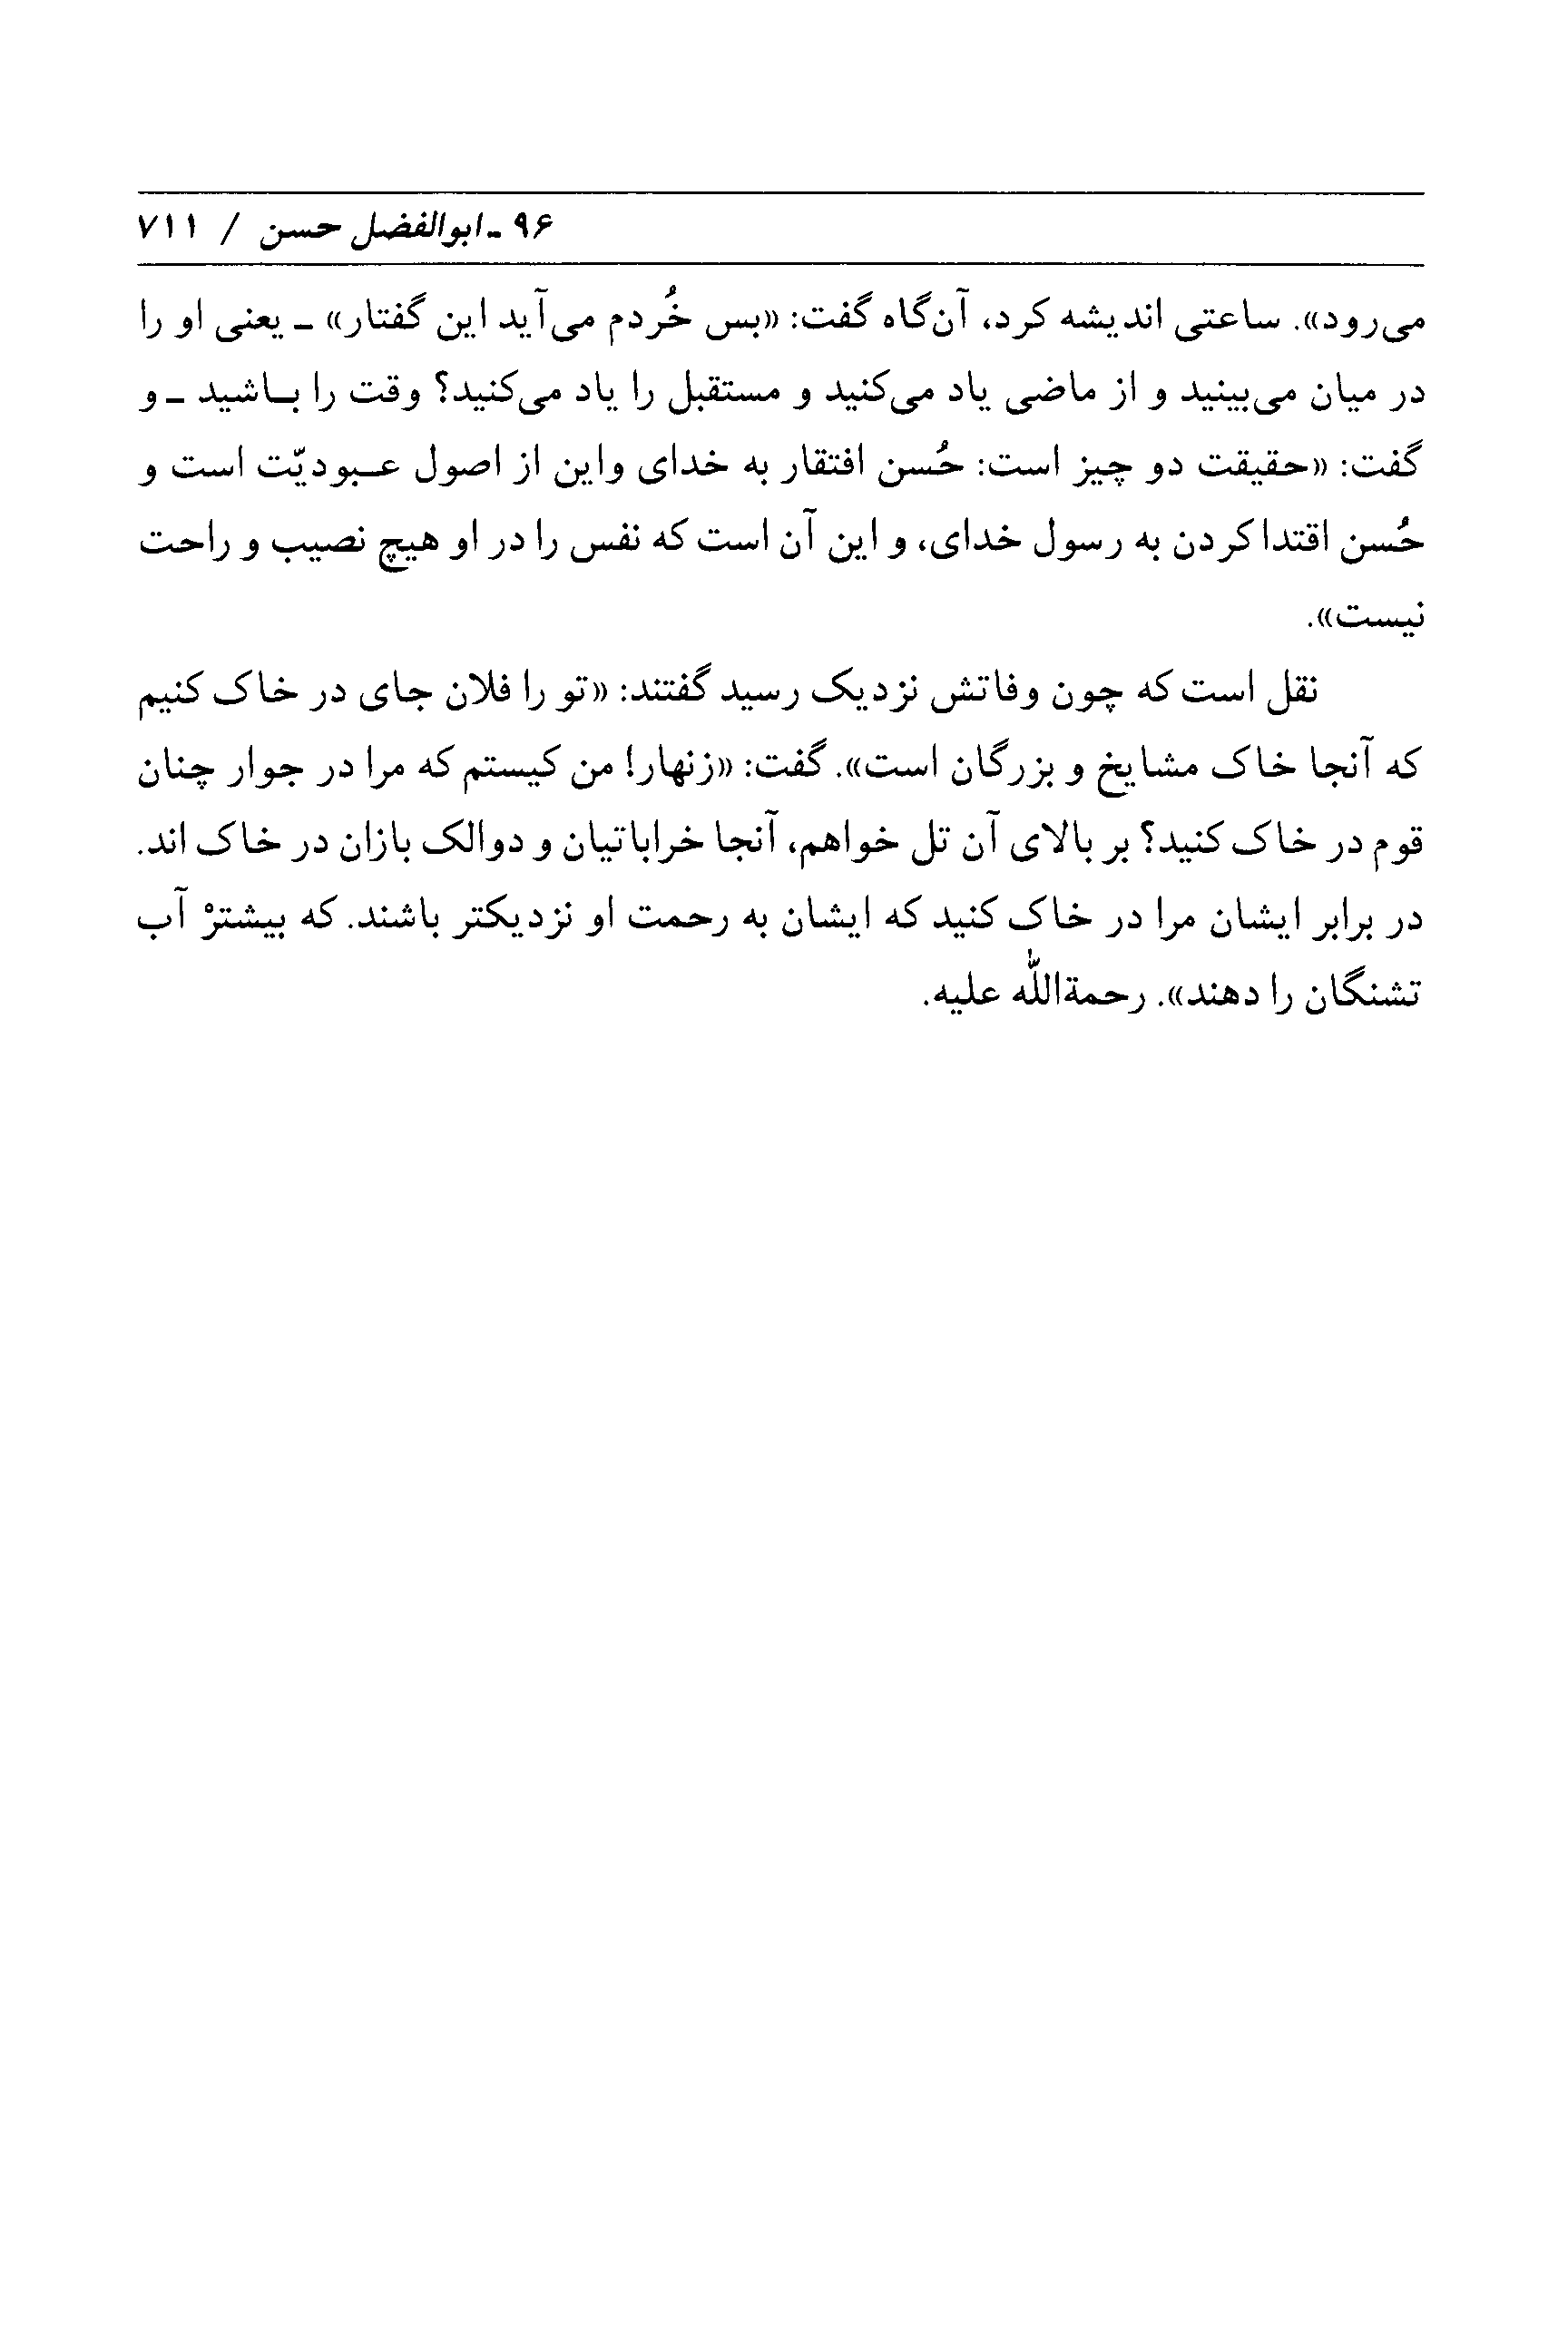 ۹۶ ـ ابوالفضل حسن / ۷۱۱
می‌رود». ساعتی اندیشه کرد، آن‌گاه گفت: «بس خُردم می‌آید این گفتار» ـ یعنی او را
در میان می‌بینید و از ماضی یاد می‌کنید و مستقبل را یاد می‌کنید؟ وقت را بـاشید ـ و
گفت: «حقیقت دو چیز است: حُسن افتقار به خدای واین از اصول عـبودیّت است و
حُسن اقتدا کردن به رسول خدای، و این آن است که نفس را در او هیچ نصیب و راحت
نیست».
نقل است که چون وفاتش نزدیک رسید گفتند: «تو را فلان جای در خاک کنیم
که آنجا خاک مشایخ و بزرگان است». گفت: «زنهار! من کیستم که مرا در جوار چنان
قوم در خاک کنید؟ بر بالای آن تل خواهم، آنجا خراباتیان و دوالک بازان در خاک اند.
در برابر ایشان مرا در خاک کنید که ایشان به رحمت او نزدیکتر باشند. که بیشترْ آب
تشنگان را دهند». رحمةاللّٰه علیه.